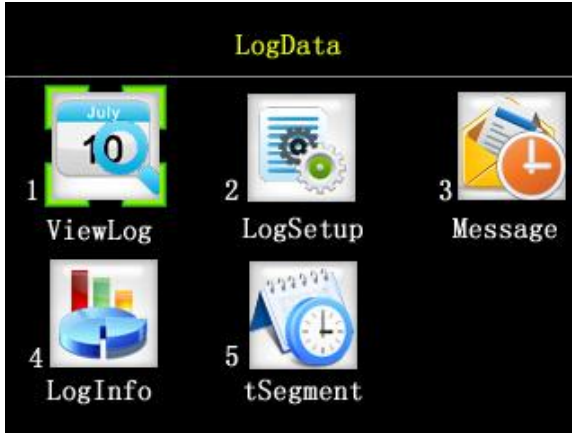 LogData
July
10
1
ViewLog
2
LogSetup
3
Message
4
LogInfo
5
tSegment